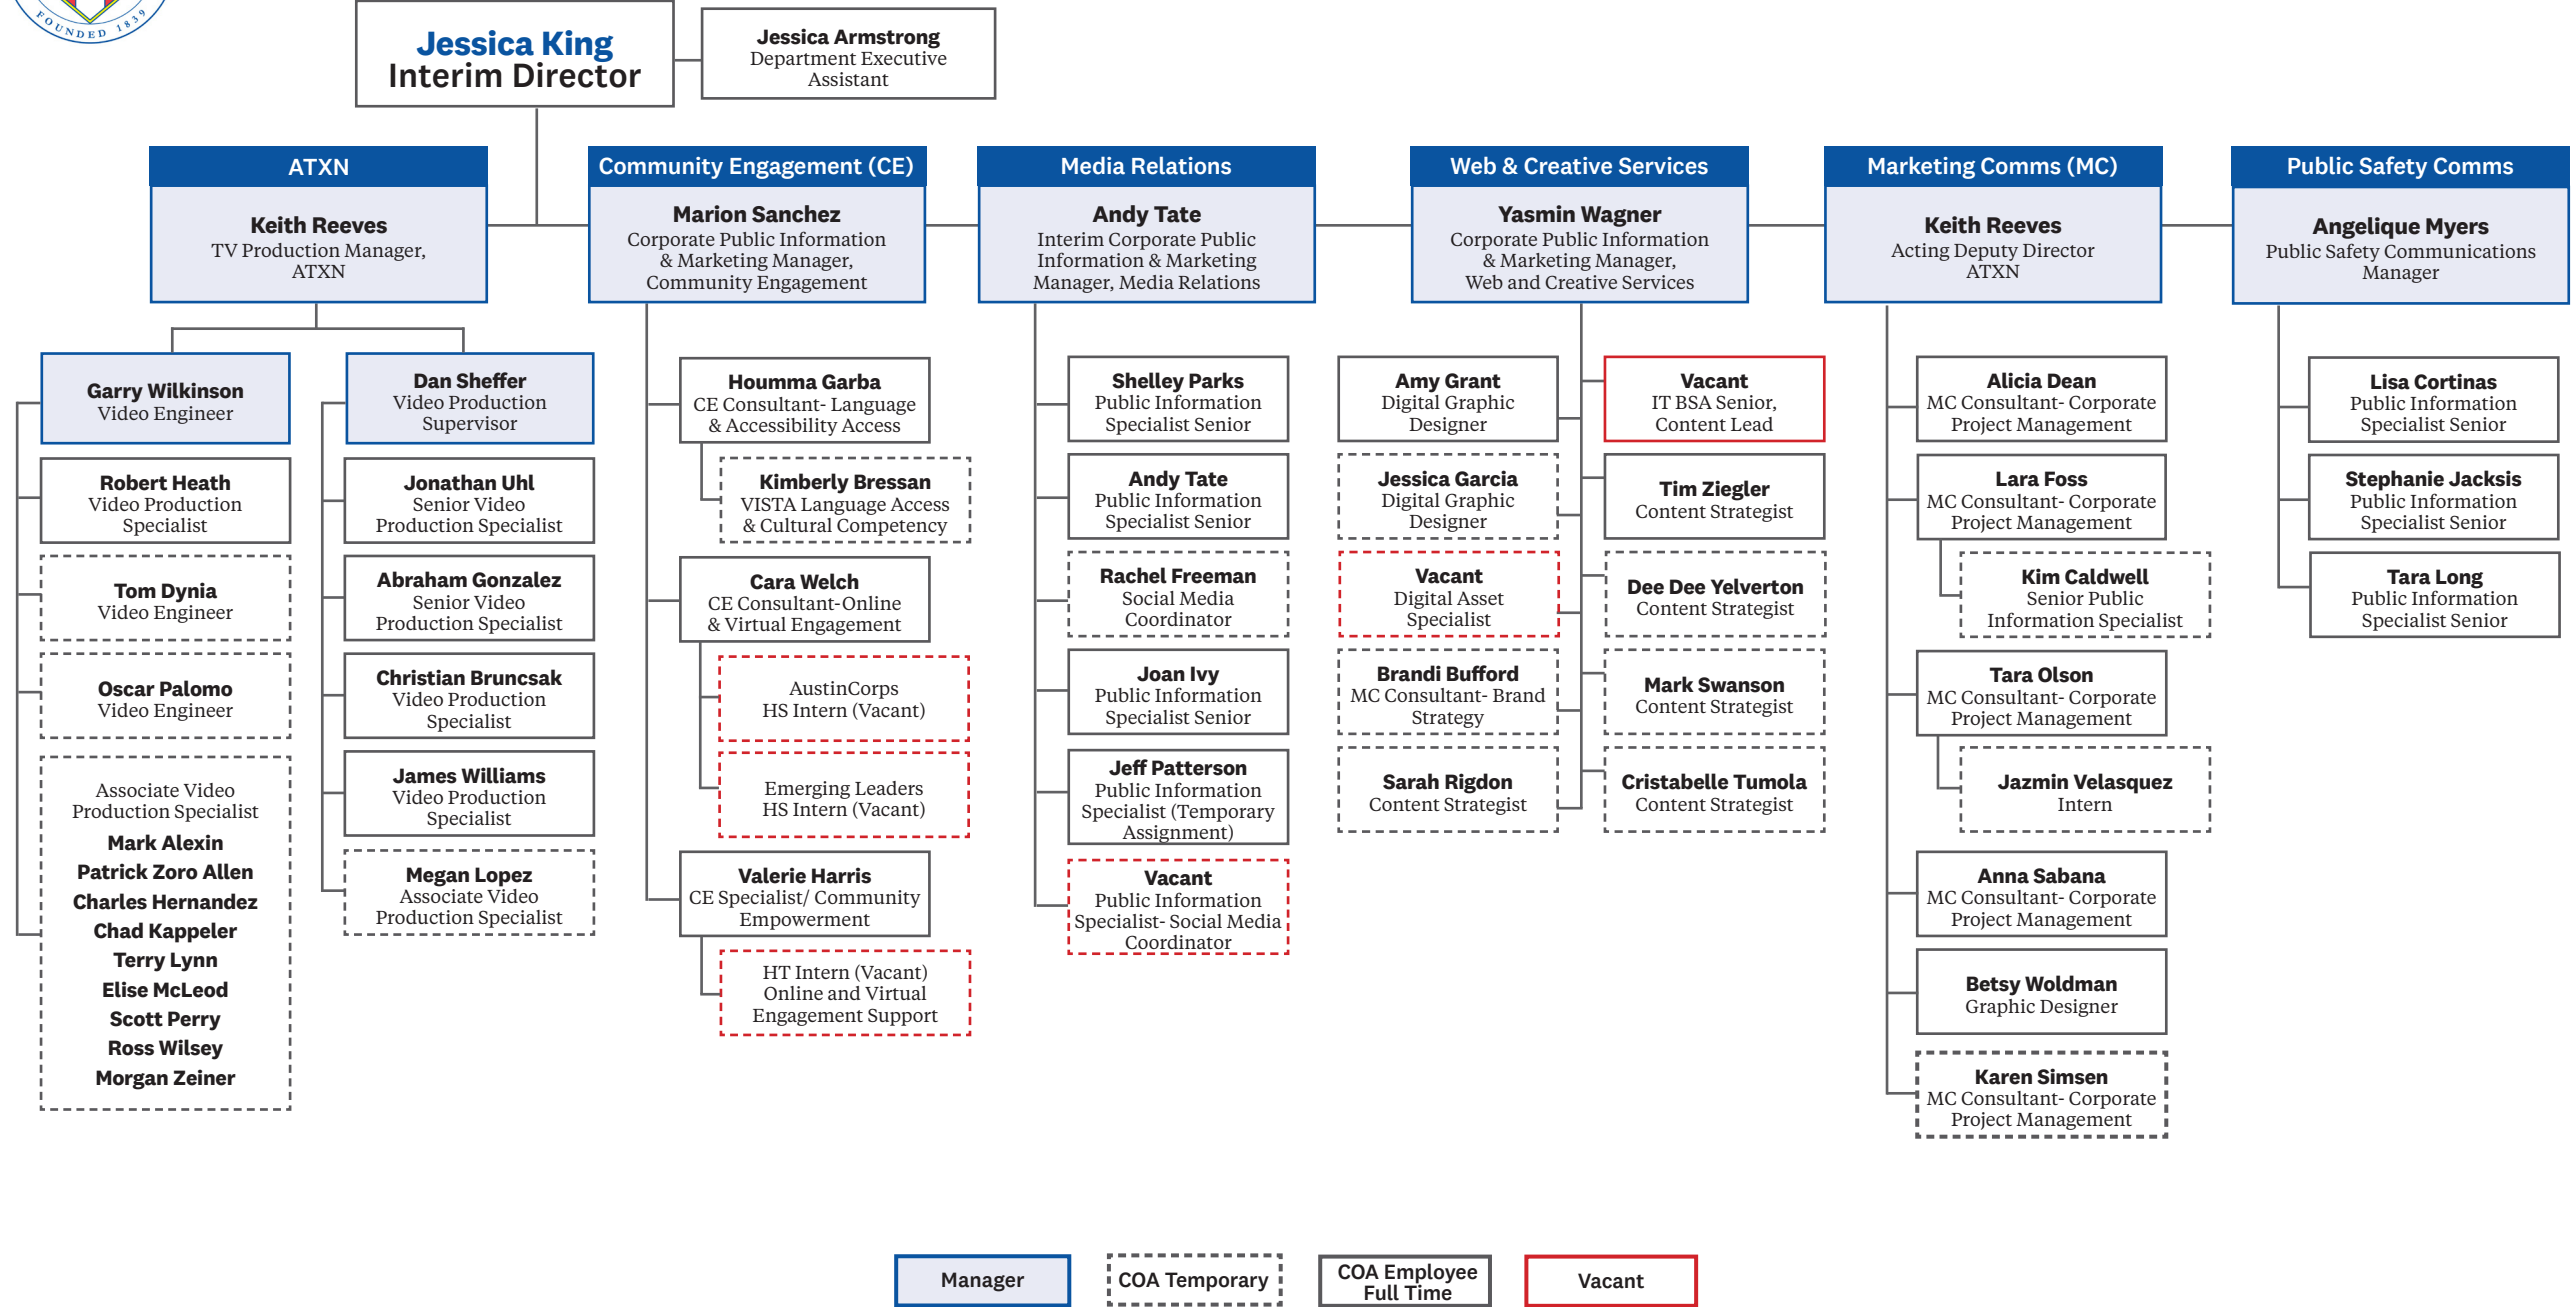 FOUNDED 1839
Jessica King
Interim Director
Jessica Armstrong
Department Executive
Assistant
ATXN
Keith Reeves
TV Production Manager,
ATXN
Community Engagement (CE)
Marion Sanchez
Corporate Public Information
& Marketing Manager,
Community Engagement
Media Relations
Andy Tate
Interim Corporate Public
Information & Marketing
Manager, Media Relations
Web & Creative Services
Yasmin Wagner
Corporate Public Information
& Marketing Manager,
Web and Creative Services
Marketing Comms (MC)
Keith Reeves
Acting Deputy Director
ATXN
Public Safety Comms
Angelique Myers
Public Safety Communications
Manager
Garry Wilkinson
Video Engineer
Robert Heath
Video Production
Specialist
Tom Dynia
Video Engineer
Oscar Palomo
Video Engineer
Associate Video
Production Specialist
Mark Alexin
Patrick Zoro Allen
Charles Hernandez
Chad Kappeler
Terry Lynn
Elise McLeod
Scott Perry
Ross Wilsey
Morgan Zeiner
Dan Sheffer
Video Production
Supervisor
Jonathan Uhl
Senior Video
Production Specialist
Abraham Gonzalez
Senior Video
Production Specialist
Christian Bruncsak
Video Production
Specialist
James Williams
Video Production
Specialist
Megan Lopez
Associate Video
Production Specialist
Houmma Garba
CE Consultant- Language
& Accessibility Access
Kimberly Bressan
VISTA Language Access
& Cultural Competency
Cara Welch
CE Consultant-Online
& Virtual Engagement
AustinCorps
HS Intern (Vacant)
Emerging Leaders
HS Intern (Vacant)
Valerie Harris
CE Specialist/ Community
Empowerment
HT Intern (Vacant)
Online and Virtual
Engagement Support
Shelley Parks
Public Information
Specialist Senior
Andy Tate
Public Information
Specialist Senior
Rachel Freeman
Social Media
Coordinator
Joan Ivy
Public Information
Specialist Senior
Jeff Patterson
Public Information
Specialist (Temporary
Assignment)
Vacant
Public Information
Specialist- Social Media
Coordinator
Amy Grant
Digital Graphic
Designer
Jessica Garcia
Digital Graphic
Designer
Vacant
Digital Asset
Specialist
Brandi Bufford
MC Consultant- Brand
Strategy
Sarah Rigdon
Content Strategist
Vacant
IT BSA Senior,
Content Lead
Tim Ziegler
Content Strategist
Dee Dee Yelverton
Content Strategist
Mark Swanson
Content Strategist
Cristabelle Tumola
Content Strategist
Alicia Dean
MC Consultant- Corporate
Project Management
Lara Foss
MC Consultant- Corporate
Project Management
Kim Caldwell
Senior Public
Information Specialist
Tara Olson
MC Consultant- Corporate
Project Management
Jazmin Velasquez
Intern
Anna Sabana
MC Consultant- Corporate
Project Management
Betsy Woldman
Graphic Designer
Karen Simsen
MC Consultant- Corporate
Project Management
Lisa Cortinas
Public Information
Specialist Senior
Stephanie Jacksis
Public Information
Specialist Senior
Tara Long
Public Information
Specialist Senior
Manager
COA Temporary
COA Employee
Full Time
Vacant